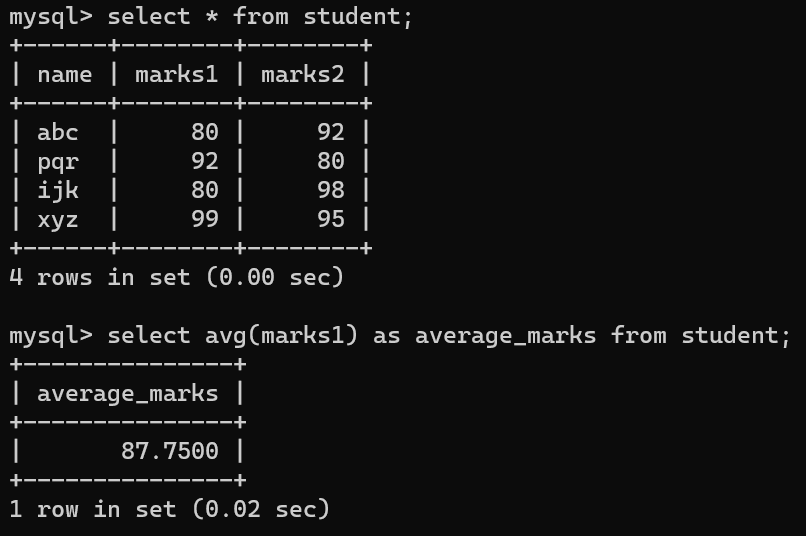 mysql> select * from student;
+------+--------+--------+
| name | marks1 | marks2 |
+------+--------+--------+
| abc  |     80 |     92 |
| pqr  |     92 |     80 |
| ijk  |     80 |     98 |
| xyz  |     99 |     95 |
+------+--------+--------+
4 rows in set (0.00 sec)

mysql> select avg(marks1) as average_marks from student;
+---------------+
| average_marks |
+---------------+
|       87.7500 |
+---------------+
1 row in set (0.02 sec)